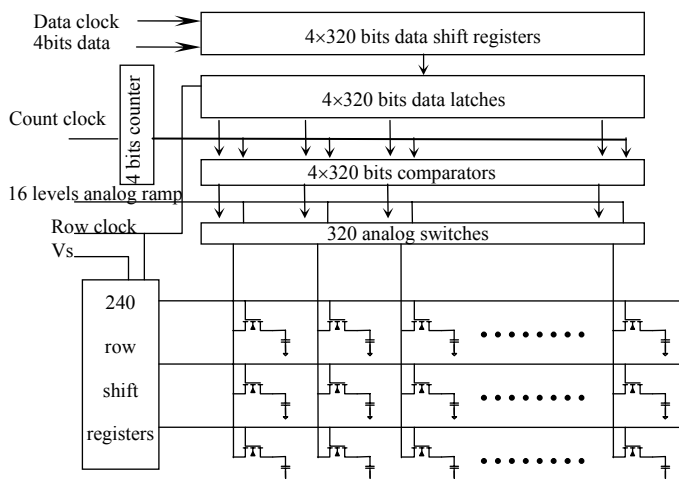 Data clock
4bits data
4×320 bits data shift registers
4×320 bits data latches
Count clock
4 bits counter
4×320 bits comparators
16 levels analog ramp
Row clock
320 analog switches
Vs
240
row
shift
registers